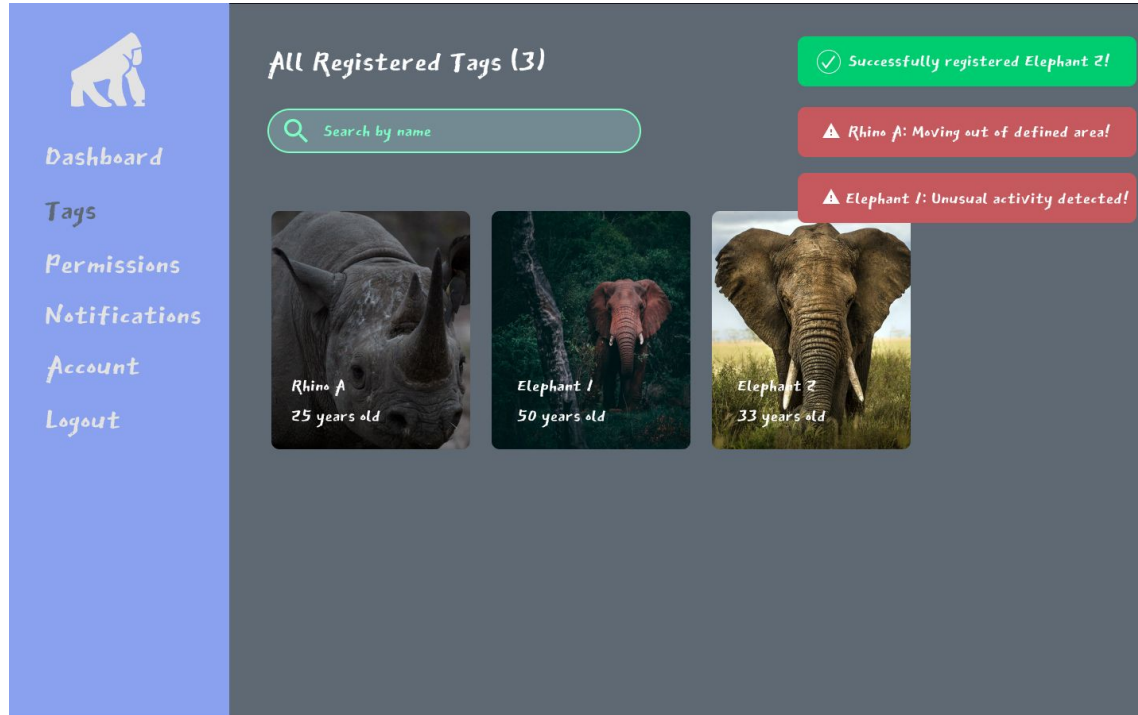 Dashboard
Tags
Permissions
Notifications
Account
Logout
All Registered Tags (3)
Search by name
Successfully registered Elephant 2!
Rhino A: Moving out of defined area!
Elephant 1: Unusual activity detected!
Rhino A
25 years old
Elephant 1
50 years old
Elephant 2
33 years old